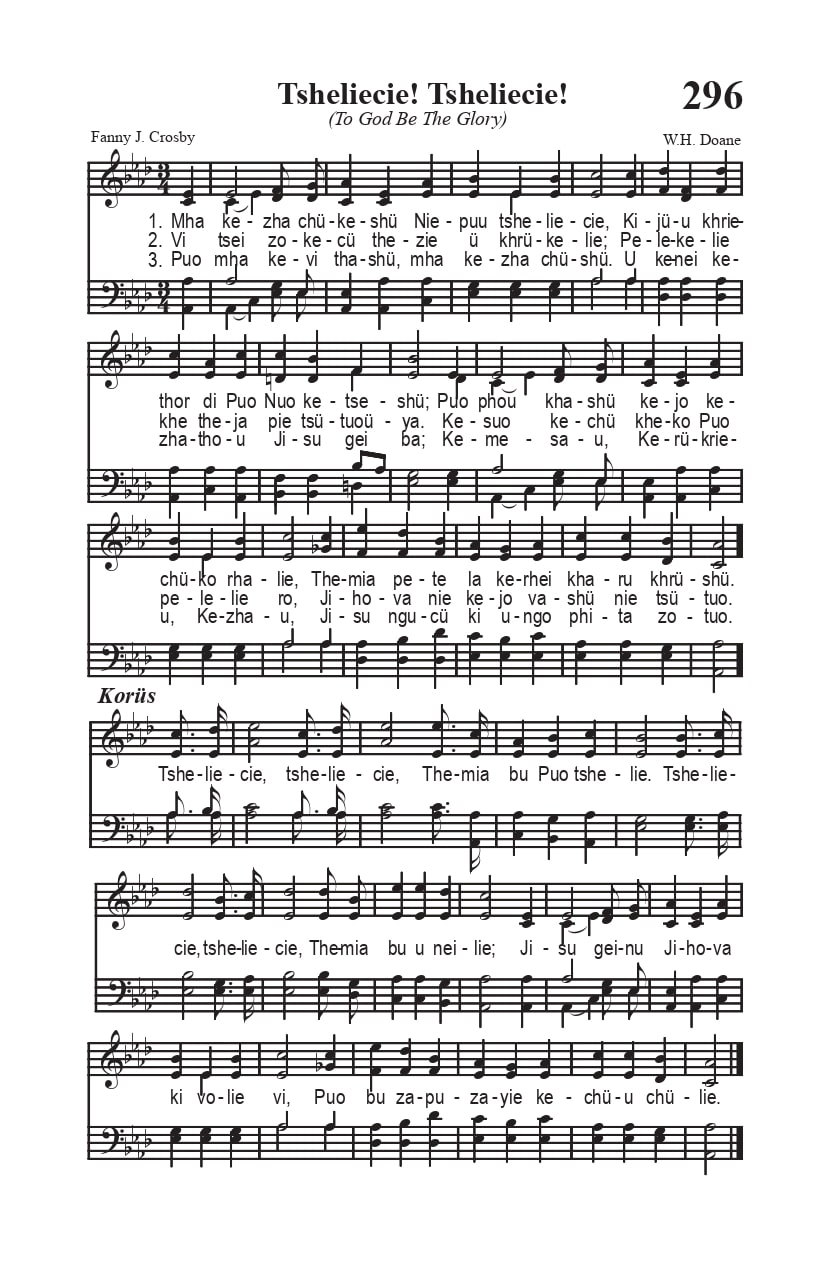 Tsheliecie! Tsheliecie!
296
(To God Be The Glory)
Fanny J. Crosby
W.H. Doane
1. Mha ke - zha chü - ke - shü Nie - puu tshe - lie - cie, Ki - jü - u khrie-
2. Vi tsei zo - ke - cü the - zie ü khrü - ke - lie; Pe - le - ke - lie
3. Puo mha ke - vi tha - shü, mha ke - zha chü - shü. U ke - nei ke -
thor di Puo Nuo ke - tse - shü; Puo phou kha - shü ke - jo ke -
khe the - ja pie tsü - tuoü - ya. Ke - suo ke - chü khe - ko Puo
zha - tho - u Ji - su gei ba; Ke - me - sa - u, Ke - rü - krie -
chü - ko rha - lie, The - mia pe - te la ke - rhei kha - ru khrü - shü.
pe - le - lie ro, Ji - ho - va nie ke - jo va - shü nie tsü - tuo.
u, Ke - zha - u, Ji - su ngu - cü ki u - ngo phi - ta zo - tuo.
Korüs
Tshe - lie - cie, tshe - lie - cie, The - mia bu Puo tshe - lie. Tshe - lie -
cie, tshe - lie - cie, The - mia bu u nei - lie; Ji - su gei - nu Ji - ho - va
ki vo - lie vi, Puo bu za - pu - za - yie ke - chü - u chü - lie.